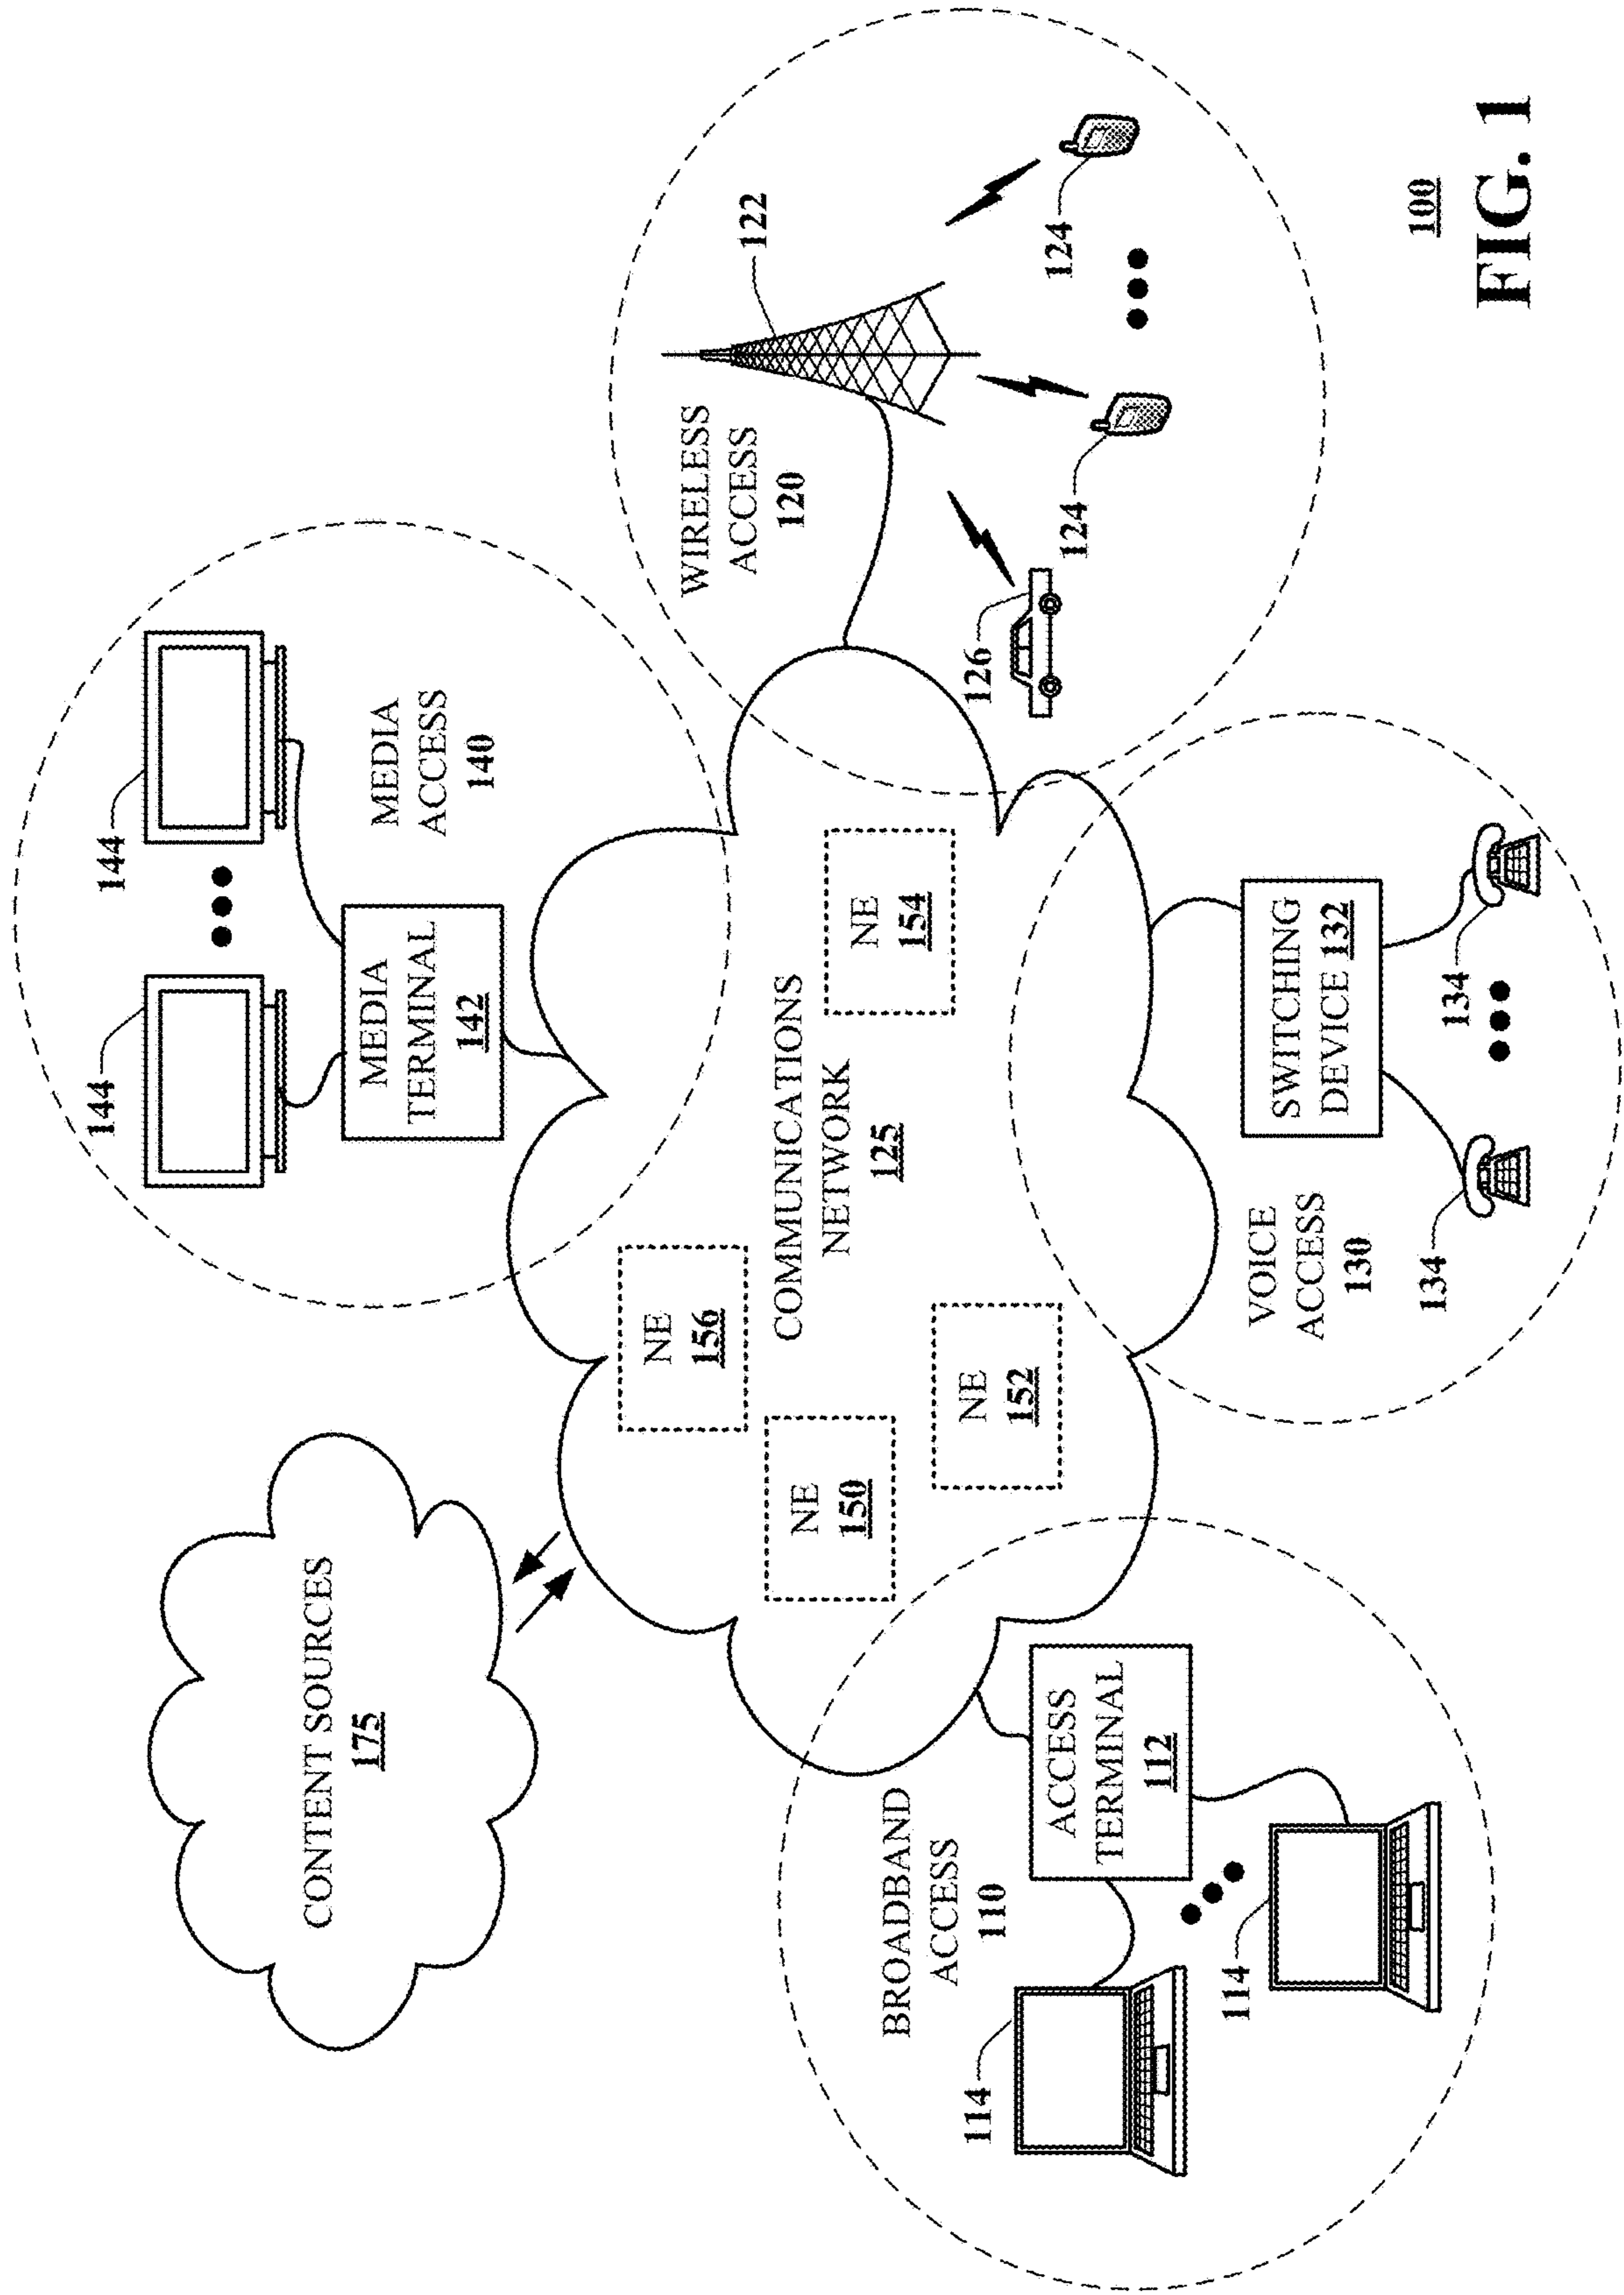 CONTENT SOURCES
175
144
144
MEDIA
TERMINAL
142
MEDIA
ACCESS
140
WIRELESS
ACCESS
120
122
124
124
126
COMMUNICATIONS
NETWORK
125
NE
156
NE
150
NE
152
NE
154
BROADBAND
ACCESS
110
ACCESS
TERMINAL
112
114
114
VOICE
ACCESS
130
SWITCHING
DEVICE 132
134
134
100
FIG. 1